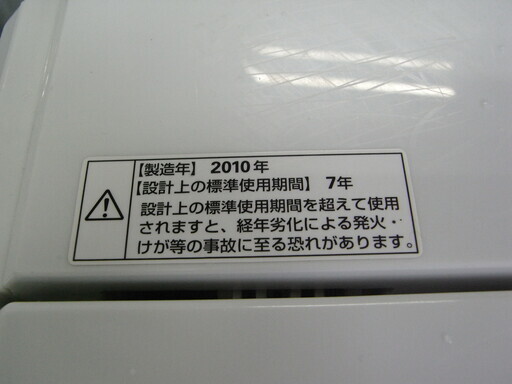 【製造年】 2010年
【設計上の標準使用期間】 7年
設計上の標準使用期間を超えて使用
されますと、経年劣化による発火・
けが等の事故に至る恐れがあります。